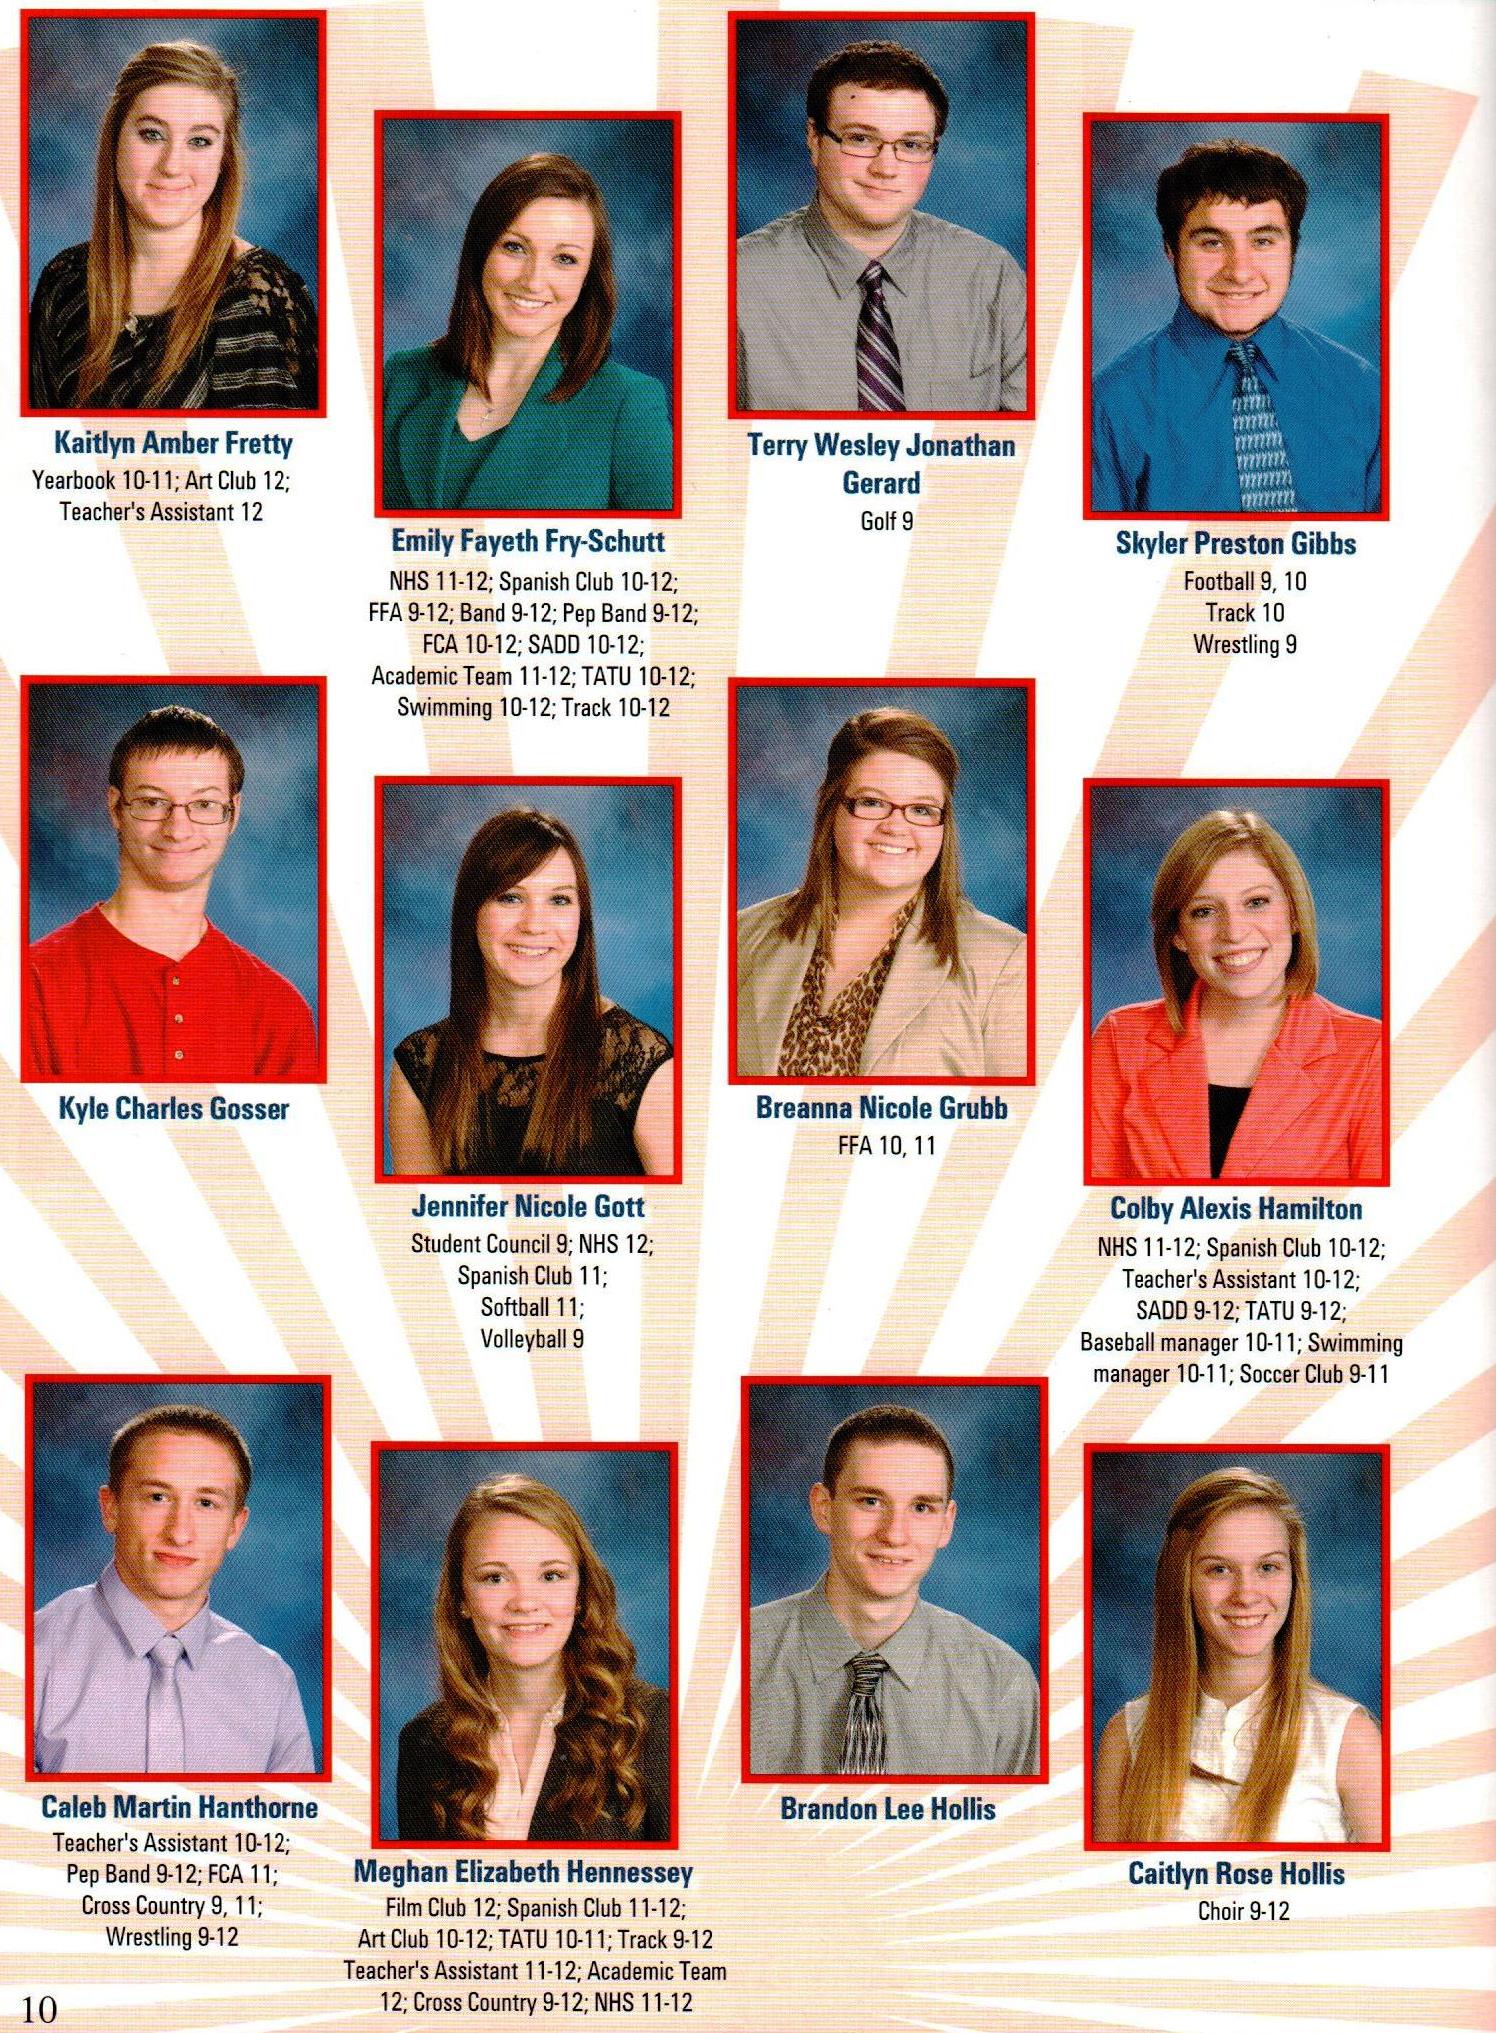 Kaitlyn Amber Fretty
Yearbook 10-11; Art Club 12;
Teacher's Assistant 12
Emily Fayeth Fry-Schutt
NHS 11-12; Spanish Club 10-12;
FFA 9-12; Band 9-12; Pep Band 9-12;
FCA 10-12; SADD 10-12;
Academic Team 11-12; TATU 10-12;
Swimming 10-12; Track 10-12
Terry Wesley Jonathan
Gerard
Golf 9
Skyler Preston Gibbs
Football 9, 10
Track 10
Wrestling 9
Kyle Charles Gosser
Jennifer Nicole Gott
Student Council 9; NHS 12;
Spanish Club 11;
Softball 11;
Volleyball 9
Breanna Nicole Grubb
FFA 10, 11
Colby Alexis Hamilton
NHS 11-12; Spanish Club 10-12;
Teacher's Assistant 10-12;
SADD 9-12; TATU 9-12;
Baseball manager 10-11; Swimming
manager 10-11; Soccer Club 9-11
Caleb Martin Hanthorne
Teacher's Assistant 10-12;
Pep Band 9-12; FCA 11;
Cross Country 9, 11;
Wrestling 9-12
Meghan Elizabeth Hennessey
Film Club 12; Spanish Club 11-12;
Art Club 10-12; TATU 10-11; Track 9-12
Teacher's Assistant 11-12; Academic Team
12; Cross Country 9-12; NHS 11-12
Brandon Lee Hollis
Caitlyn Rose Hollis
Choir 9-12
10